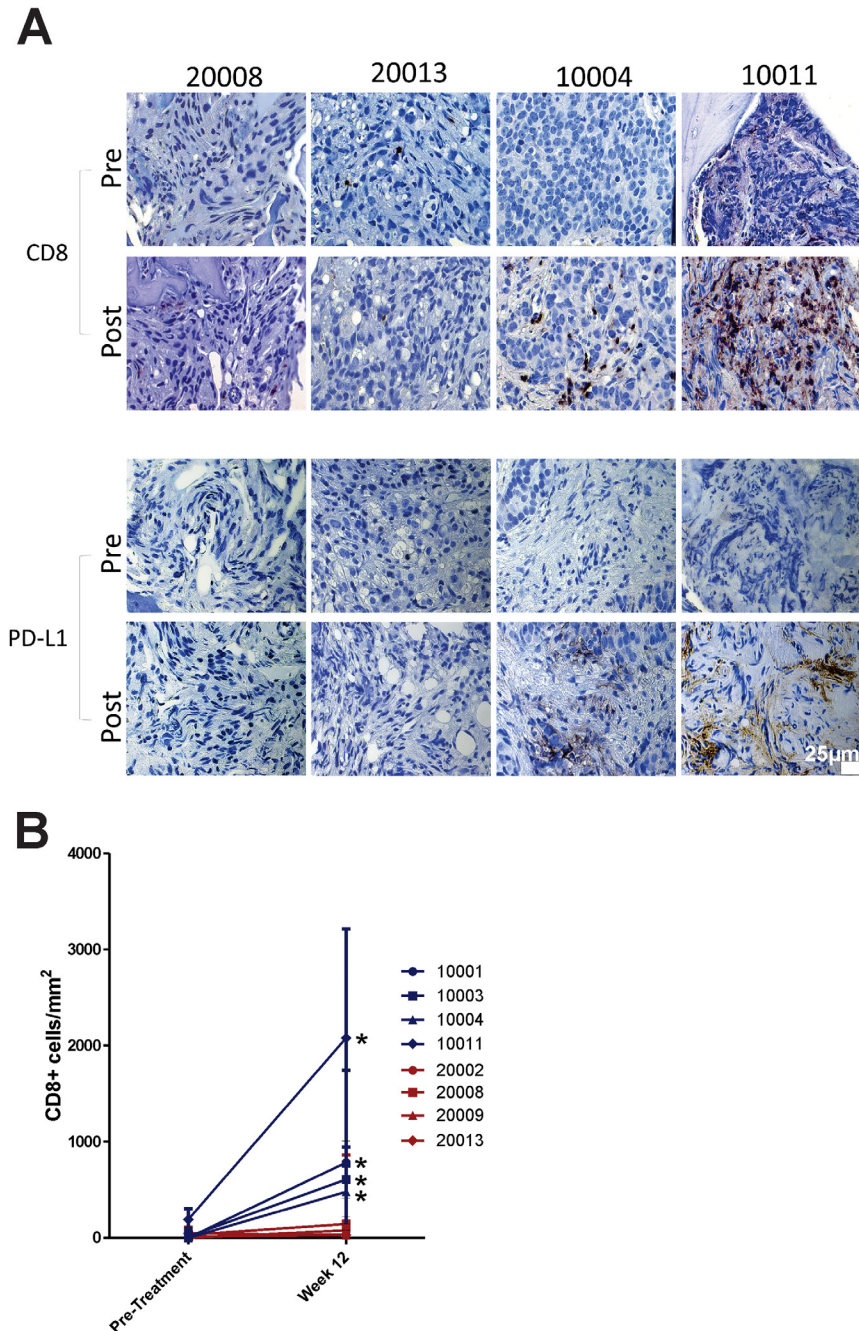 A
20008 20013 10004 10011
CD8
Pre
Post
PD-L1
Pre
Post
25µm
B
CD8+ cells/mm²
4000
3000
2000
1000
0
*
*
*
*
10001
10003
10004
10011
20002
20008
20009
20013
Pre-Treatment
Week 12